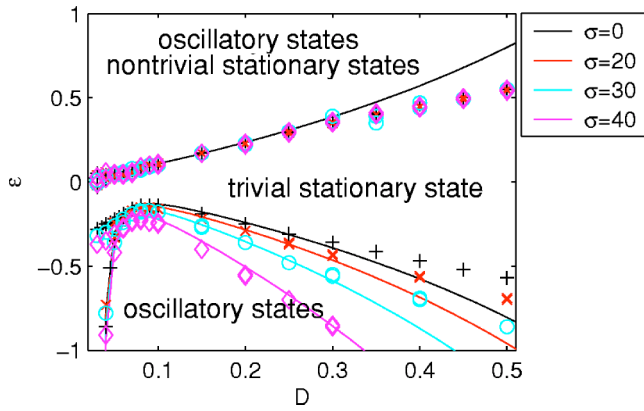 oscillatory states
nontrivial stationary states
trivial stationary state
oscillatory states
σ=0
σ=20
σ=30
σ=40
1
0.5
0
−0.5
−1
ε
0.1
0.2
0.3
0.4
0.5
D